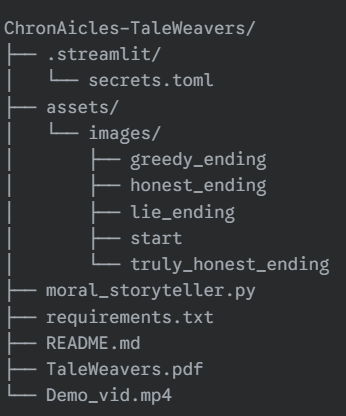 ChronAicles-TaleWeavers/
├── .streamlit/
│   └── secrets.toml
├── assets/
│   └── images/
│       ├── greedy_ending
│       ├── honest_ending
│       ├── lie_ending
│       ├── start
│       └── truly_honest_ending
├── moral_storyteller.py
├── requirements.txt
├── README.md
├── TaleWeavers.pdf
└── Demo_vid.mp4